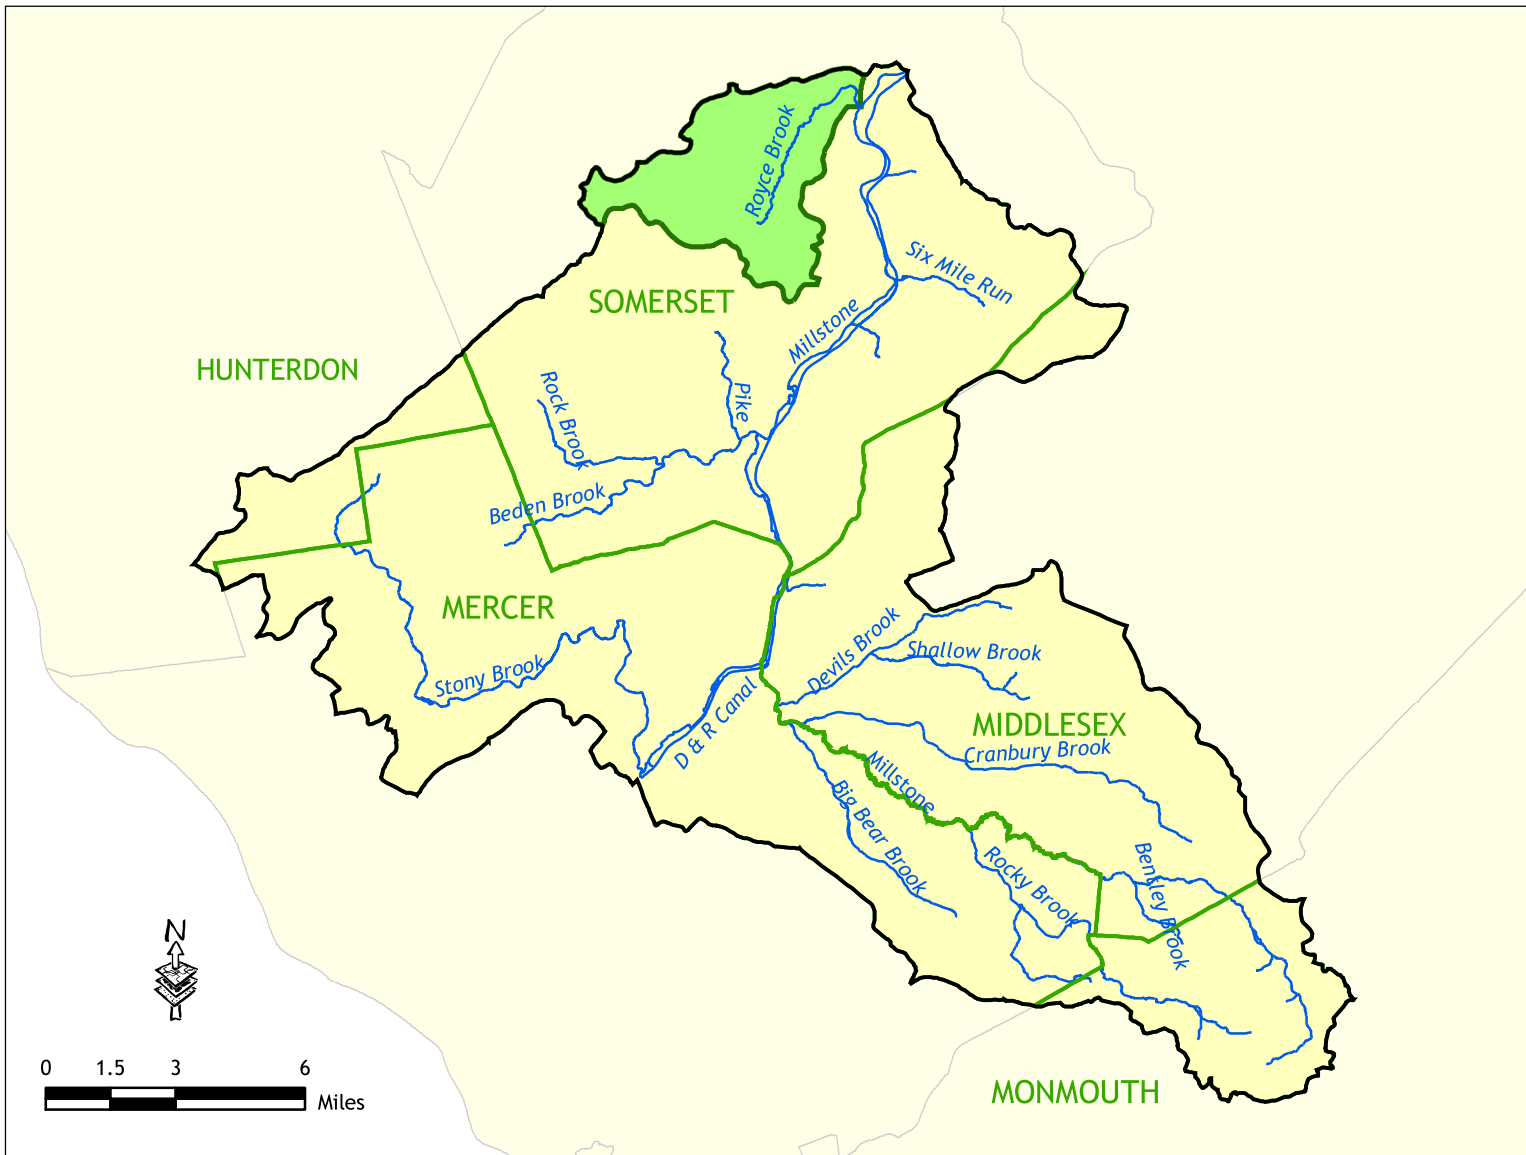 Royce Brook
Six Mile Run
SOMERSET
Millstone
HUNTERDON
Rock Brook
Pike
Beden Brook
MERCER
Devils Brook
Shallow Brook
Stony Brook
D & R Canal
MIDDLESEX
Cranbury Brook
Millstone
Big Bear Brook
Rocky Brook
Bentley Brook
N
0 1.5 3 6
Miles
MONMOUTH